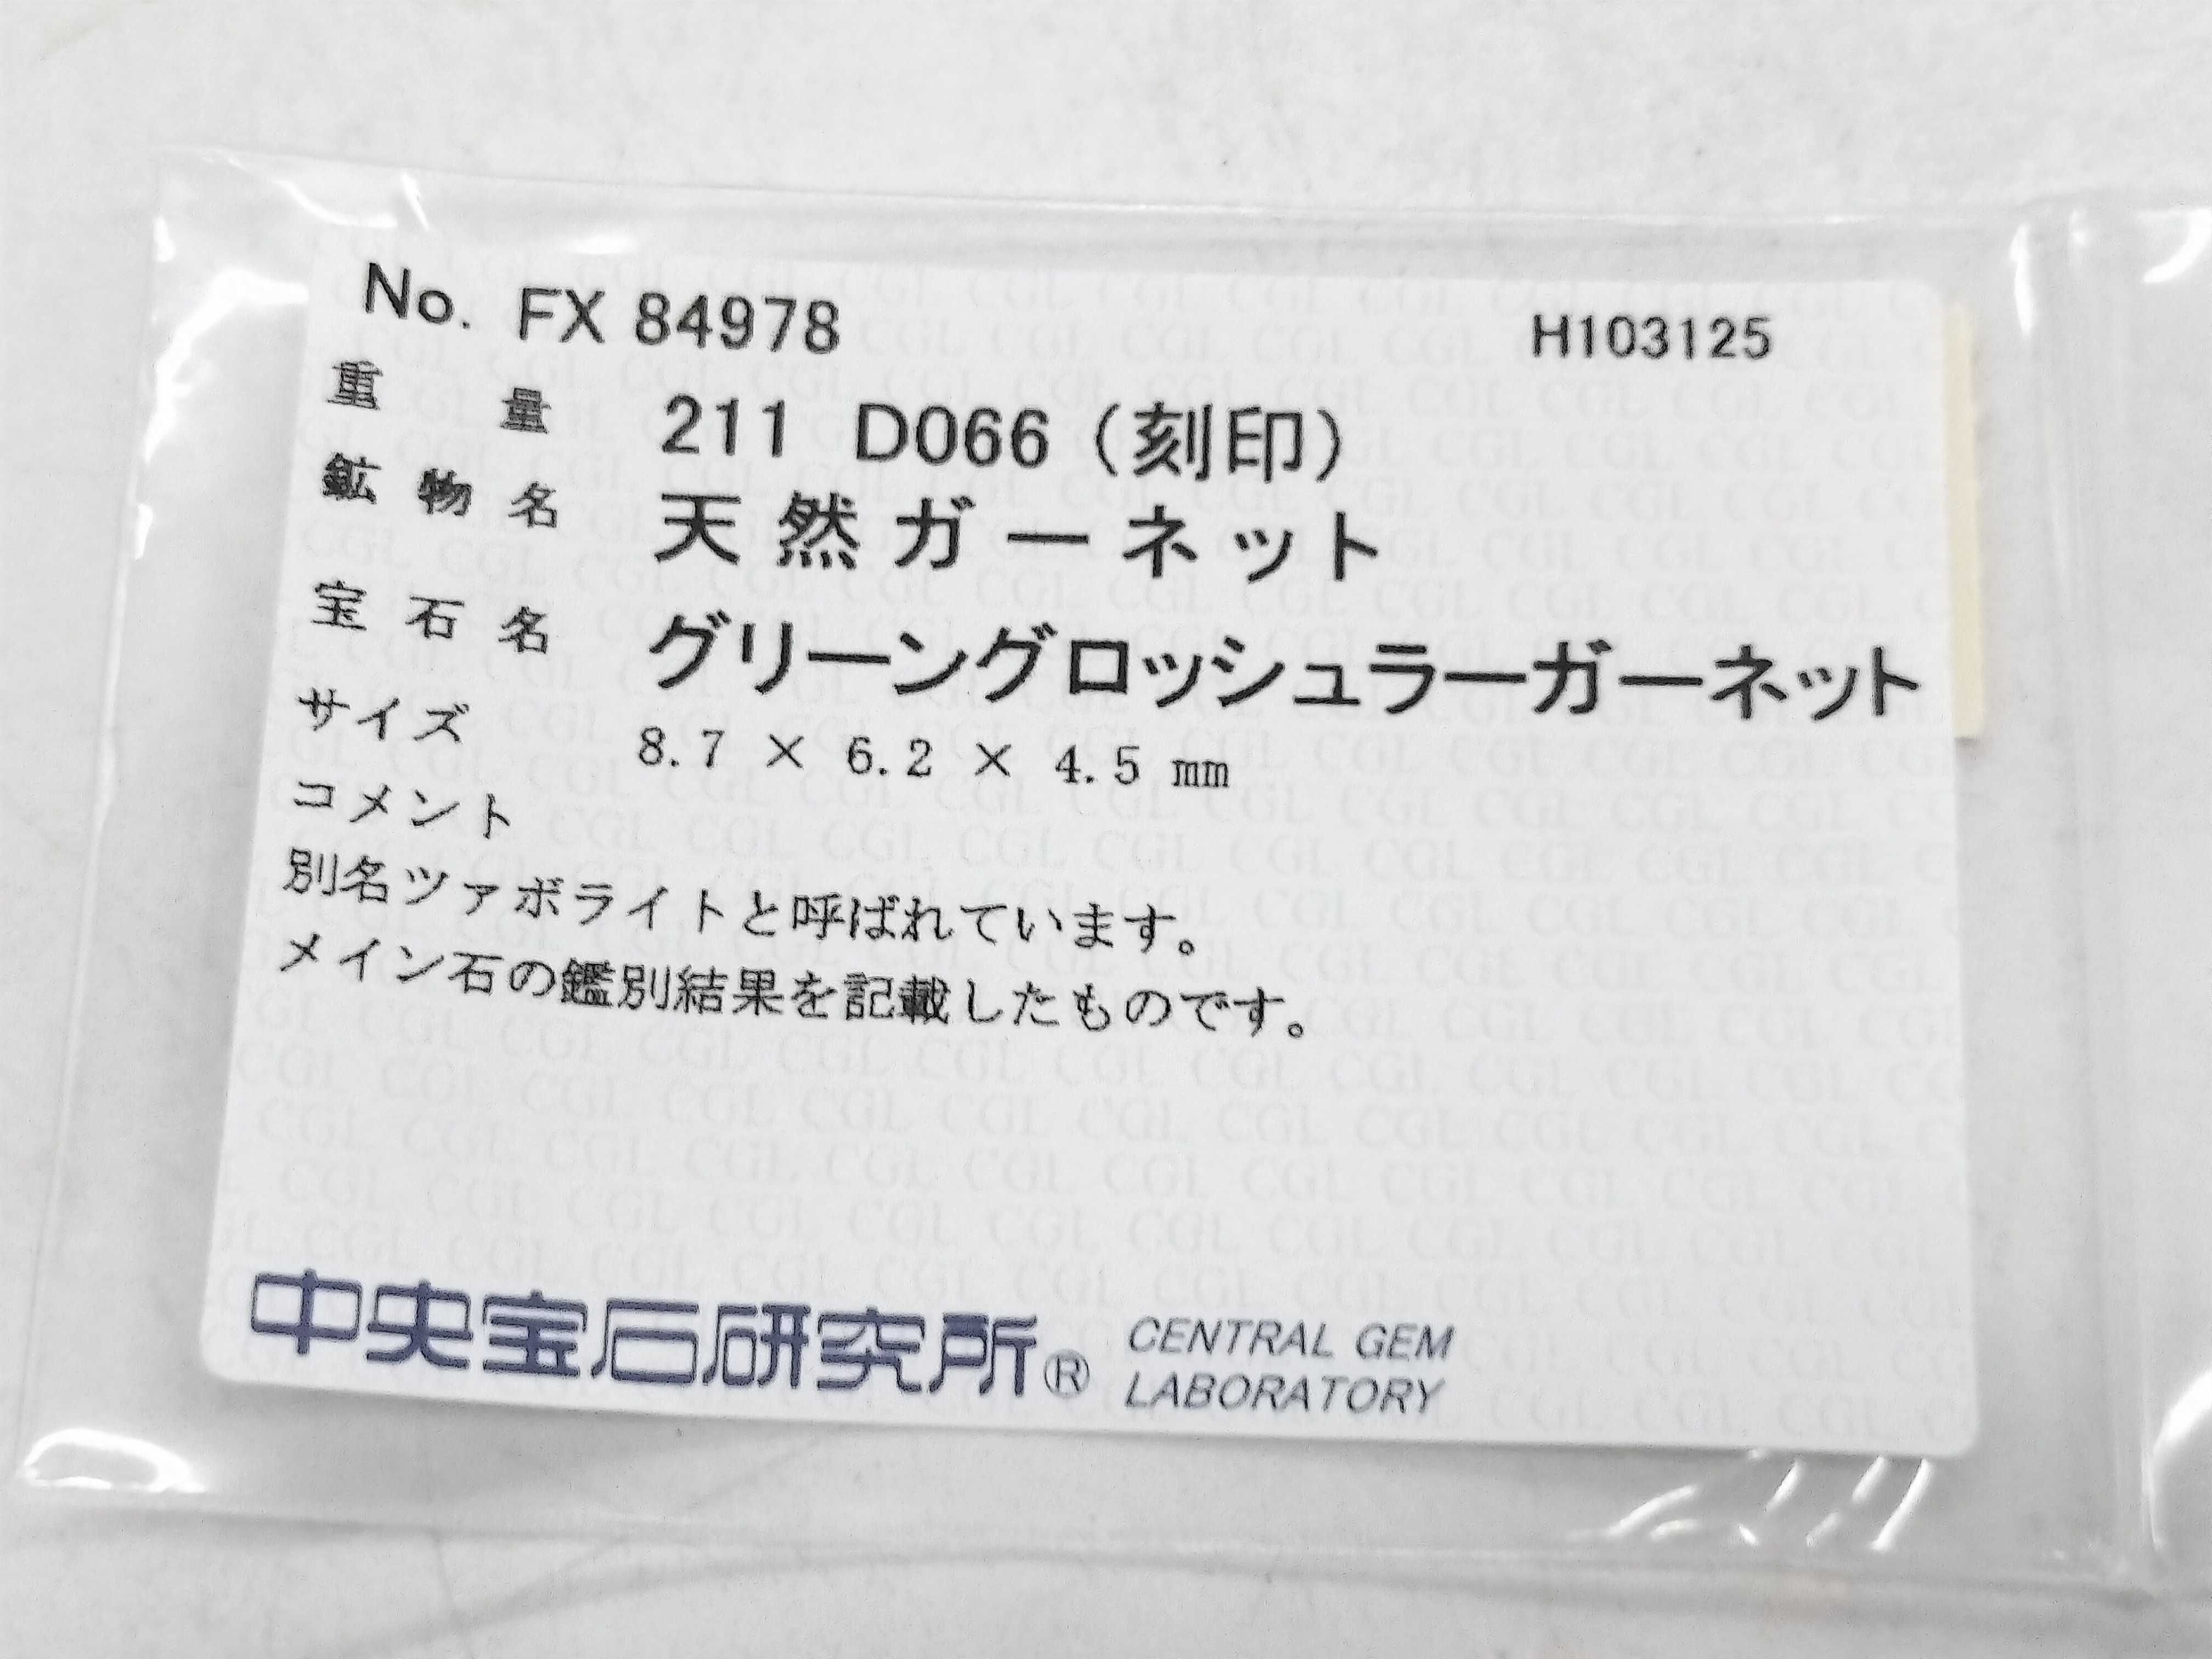 No. FX 84978 H103125
重量 211 D066 (刻印)
鉱物名 天然ガーネット
宝石名 グリーングロッシュラーガーネット
サイズ 8.7 × 6.2 × 4.5 mm
コメント
別名ツァボライトと呼ばれています。
メイン石の鑑別結果を記載したものです。
中央宝石研究所® CENTRAL GEM
LABORATORY